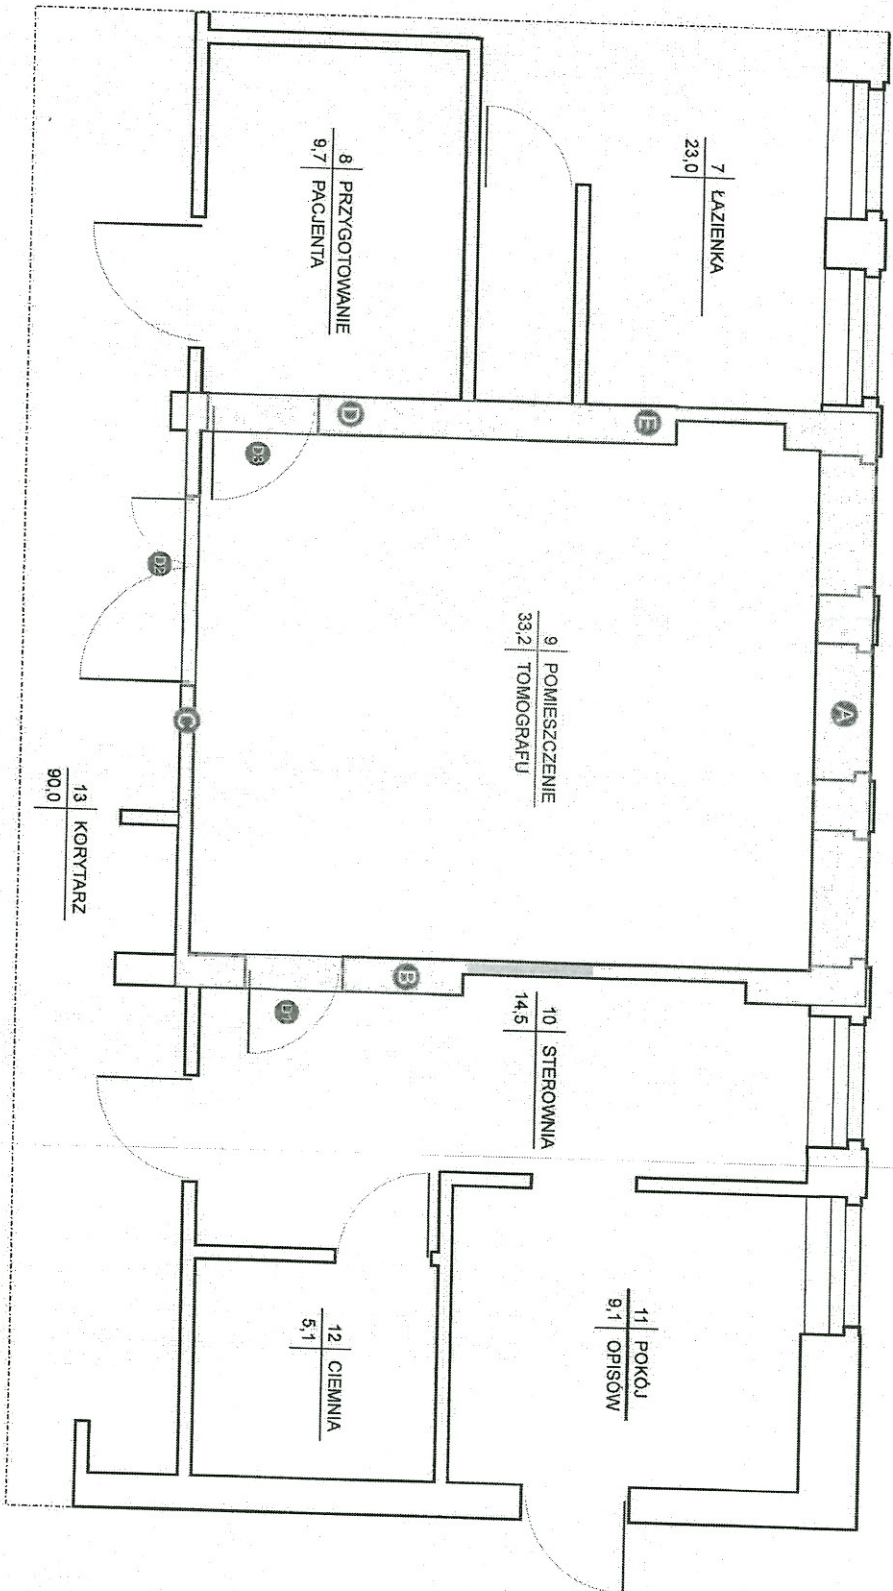 7 ŁAZIENKA
23,0
8 PRZYGOTOWANIE
9,7 PACJENTA
9 POMIESZCZENIE
33,2 TOMOGRAFU
10 STEROWNIA
14,5
11 POKÓJ
9,1 OPISÓW
12 CIEMNIA
5,1
13 KORYTARZ
90,0
A
B
C
D
E
D1
D2
D3